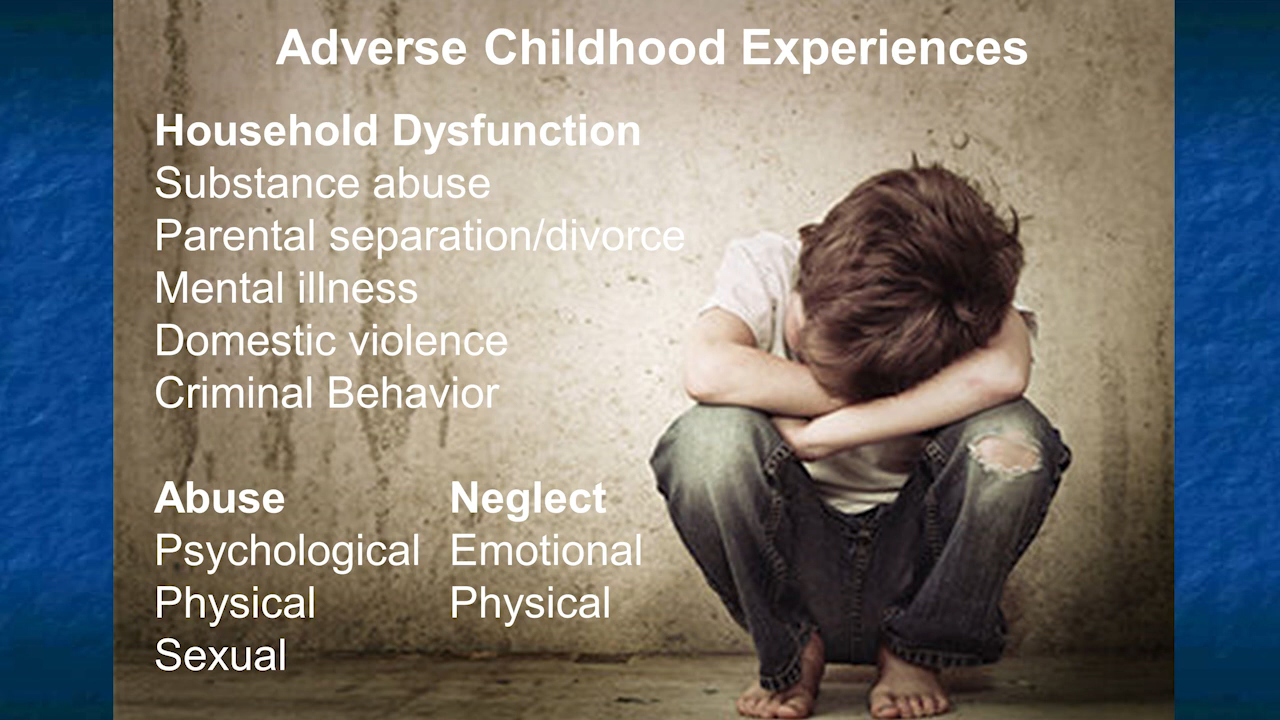 Adverse Childhood Experiences
Household Dysfunction
Substance abuse
Parental separation/divorce
Mental illness
Domestic violence
Criminal Behavior
Abuse Neglect
Psychological Emotional
Physical Physical
Sexual